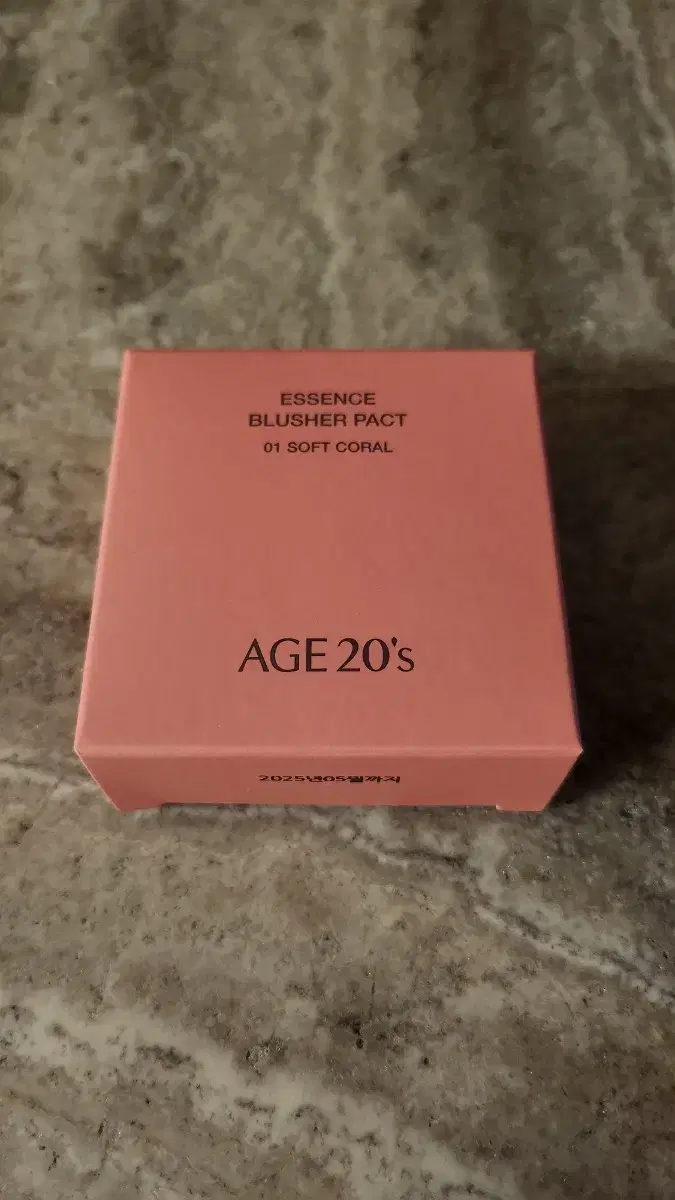 ESSENCE
BLUSHER PACT
01 SOFT CORAL
AGE 20's
2025년05월까지